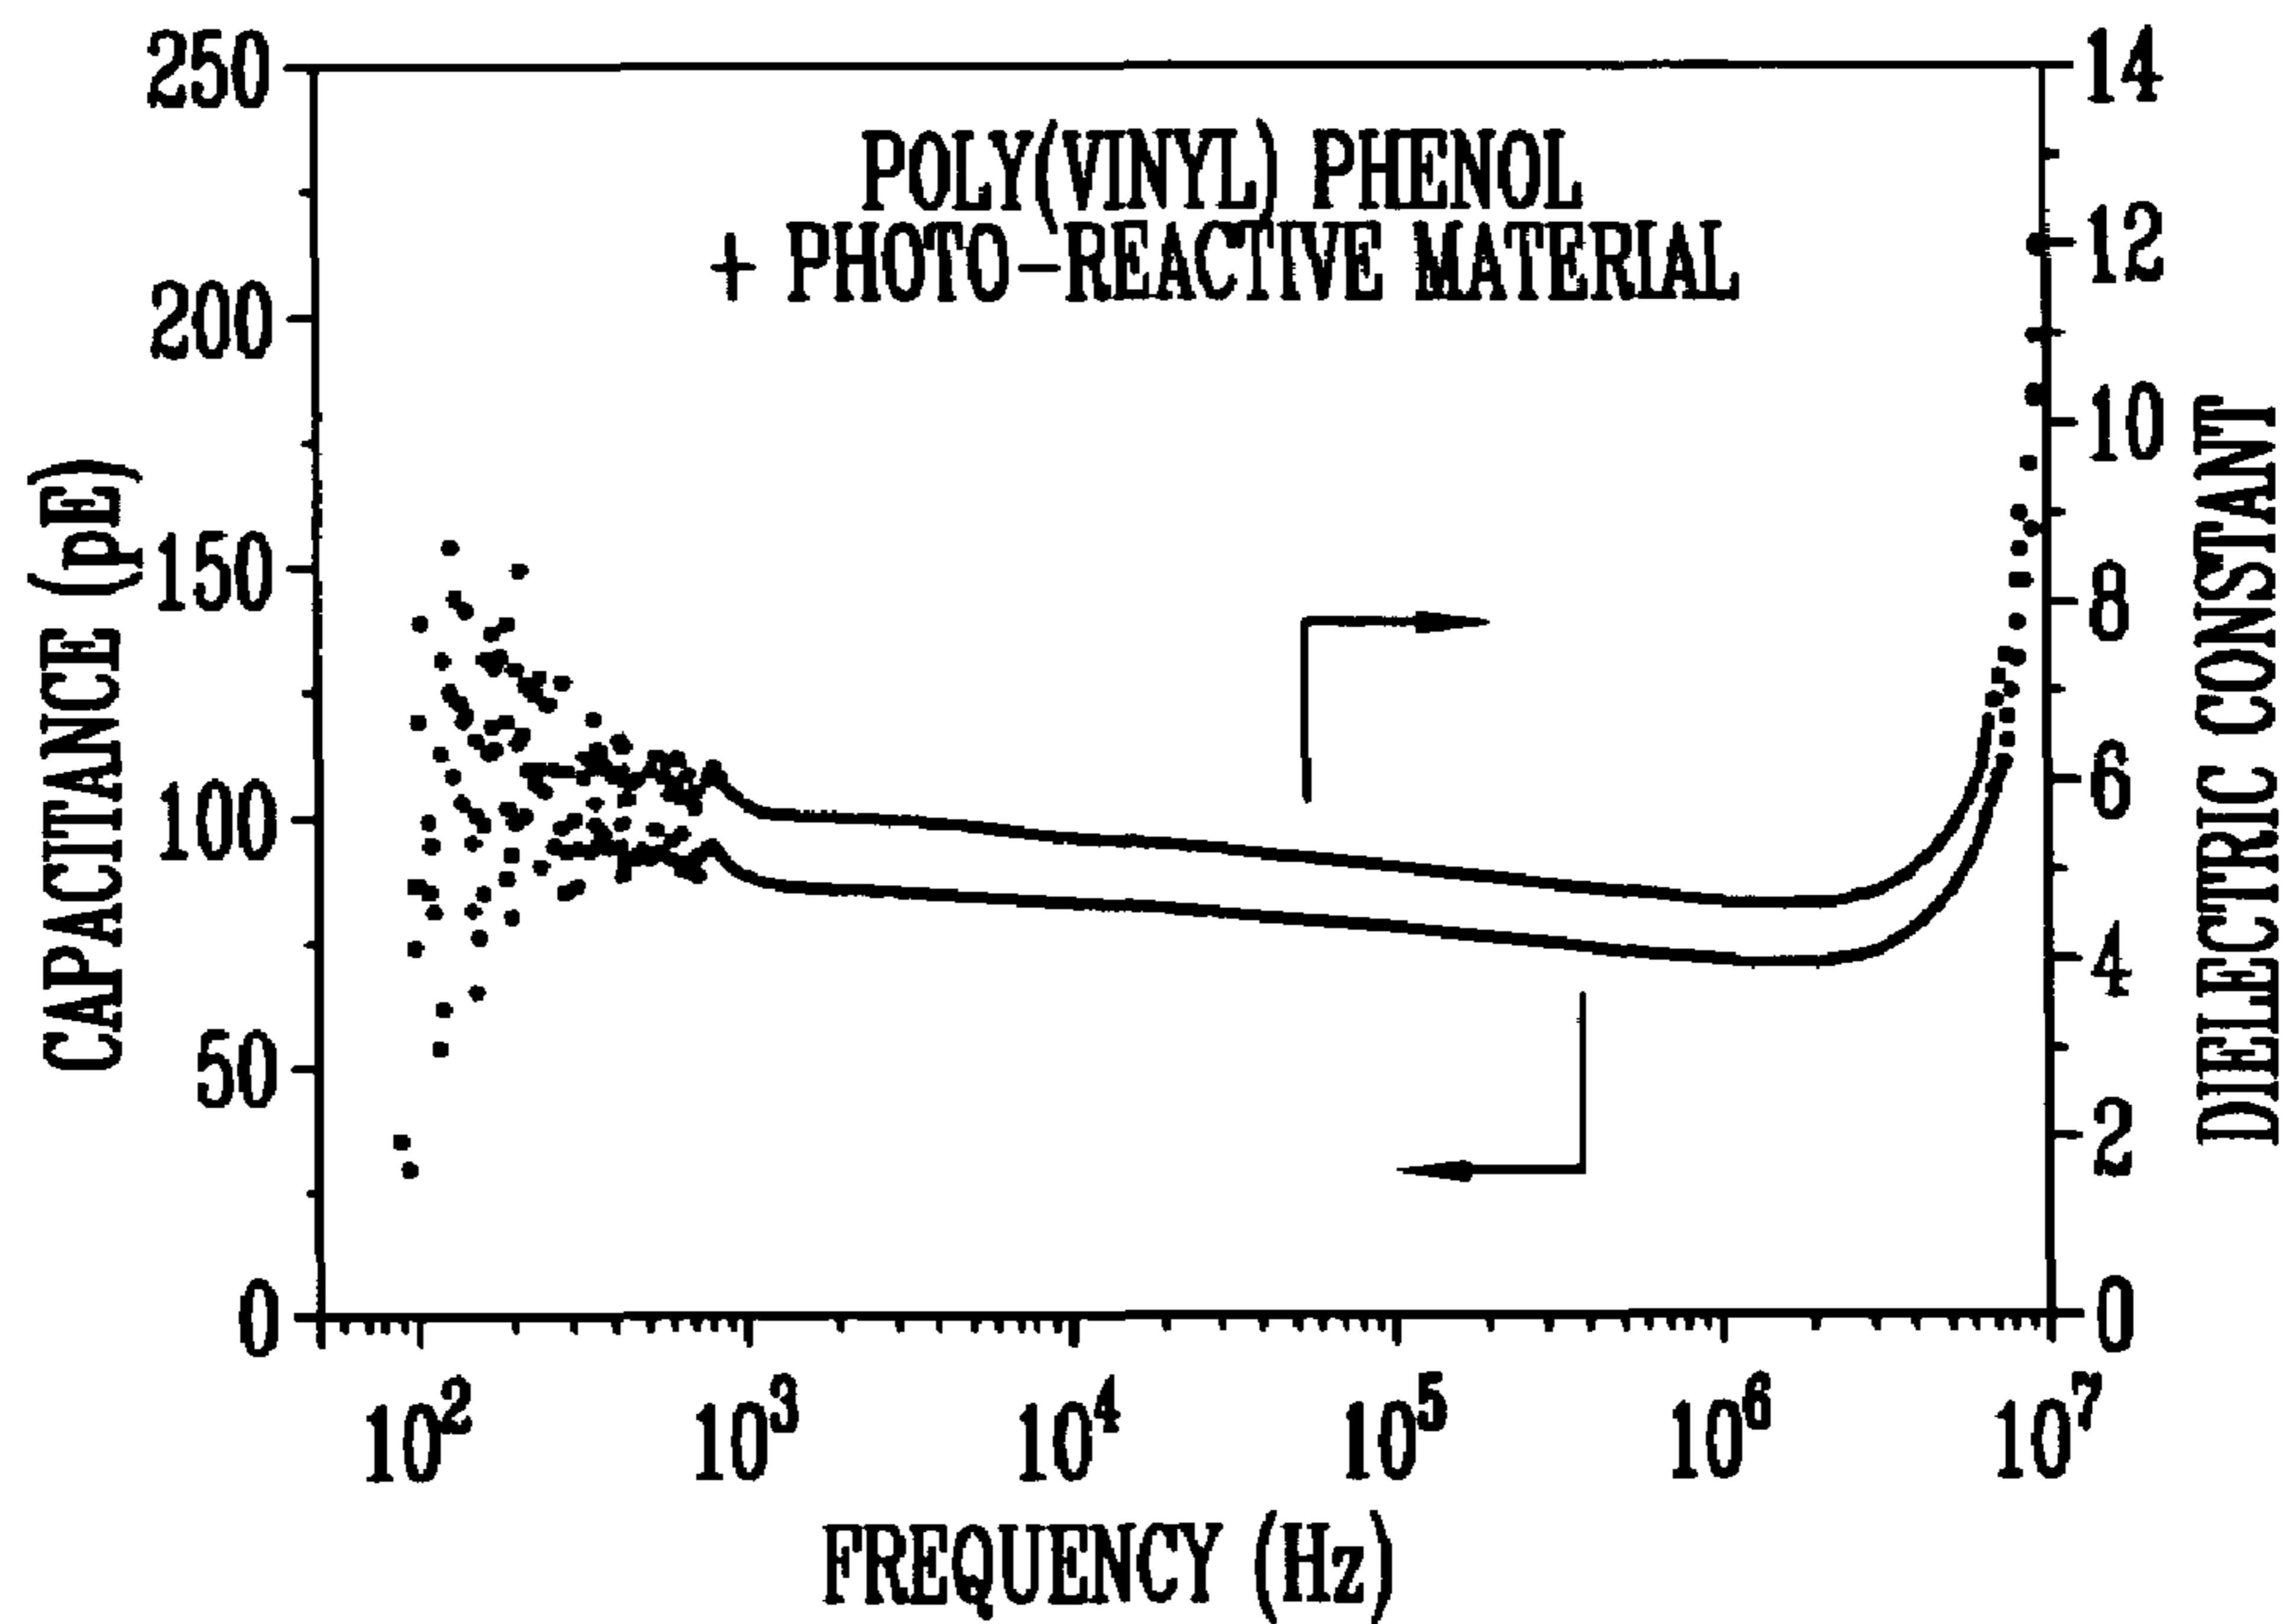 POLY(VINYL) PHENOL
+ PHOTO-REACTIVE MATERIAL
CAPACITANCE (pE)
250
200
150
100
50
0
14
12
10
8
6
4
2
0
DIELECTRIC CONSTANT
10² 10³ 10⁴ 10⁵ 10⁶ 10⁷
FREQUENCY (Hz)